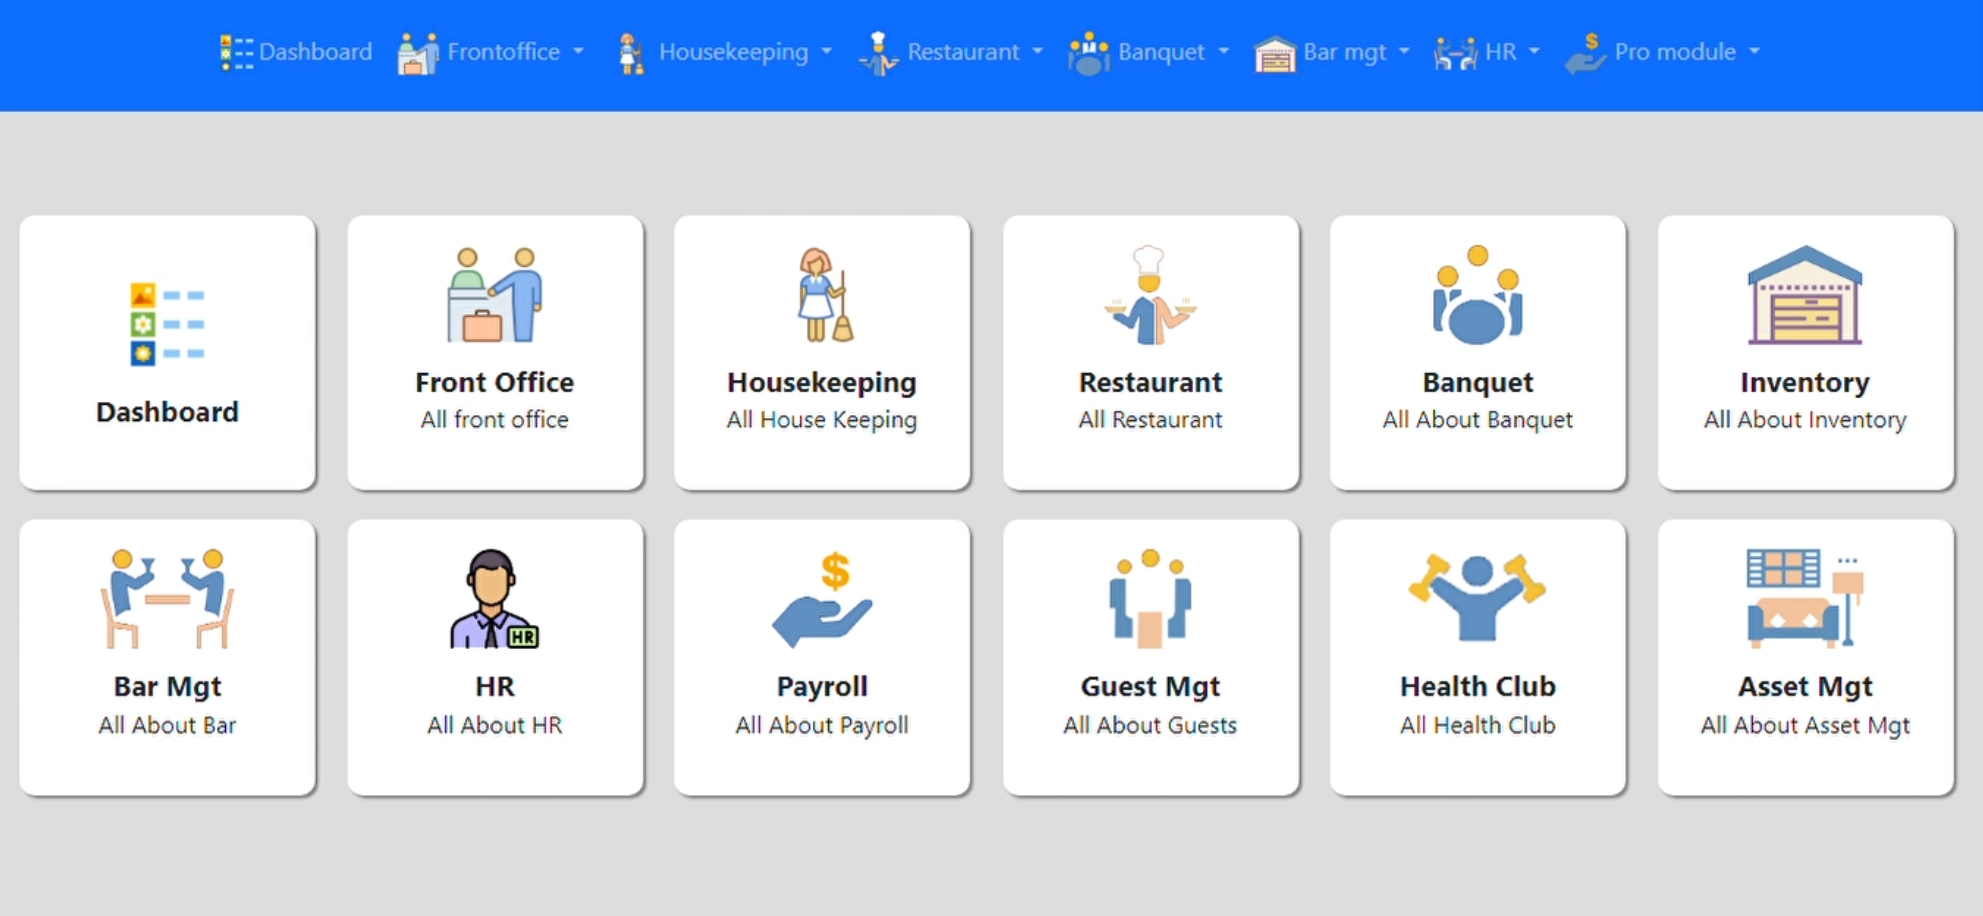 Dashboard Frontoffice Housekeeping Restaurant Banquet Bar mgt HR Pro module
Dashboard
Front Office
All front office
Housekeeping
All House Keeping
Restaurant
All Restaurant
Banquet
All About Banquet
Inventory
All About Inventory
Bar Mgt
All About Bar
HR
HR
All About HR
$
Payroll
All About Payroll
Guest Mgt
All About Guests
Health Club
All Health Club
Asset Mgt
All About Asset Mgt